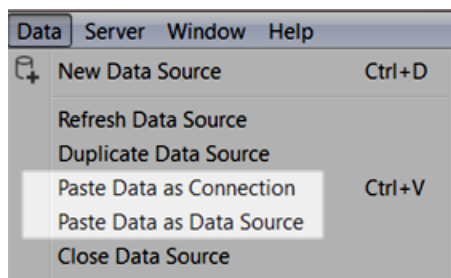 Data Server Window Help
New Data Source Ctrl+D
Refresh Data Source
Duplicate Data Source
Paste Data as Connection Ctrl+V
Paste Data as Data Source
Close Data Source